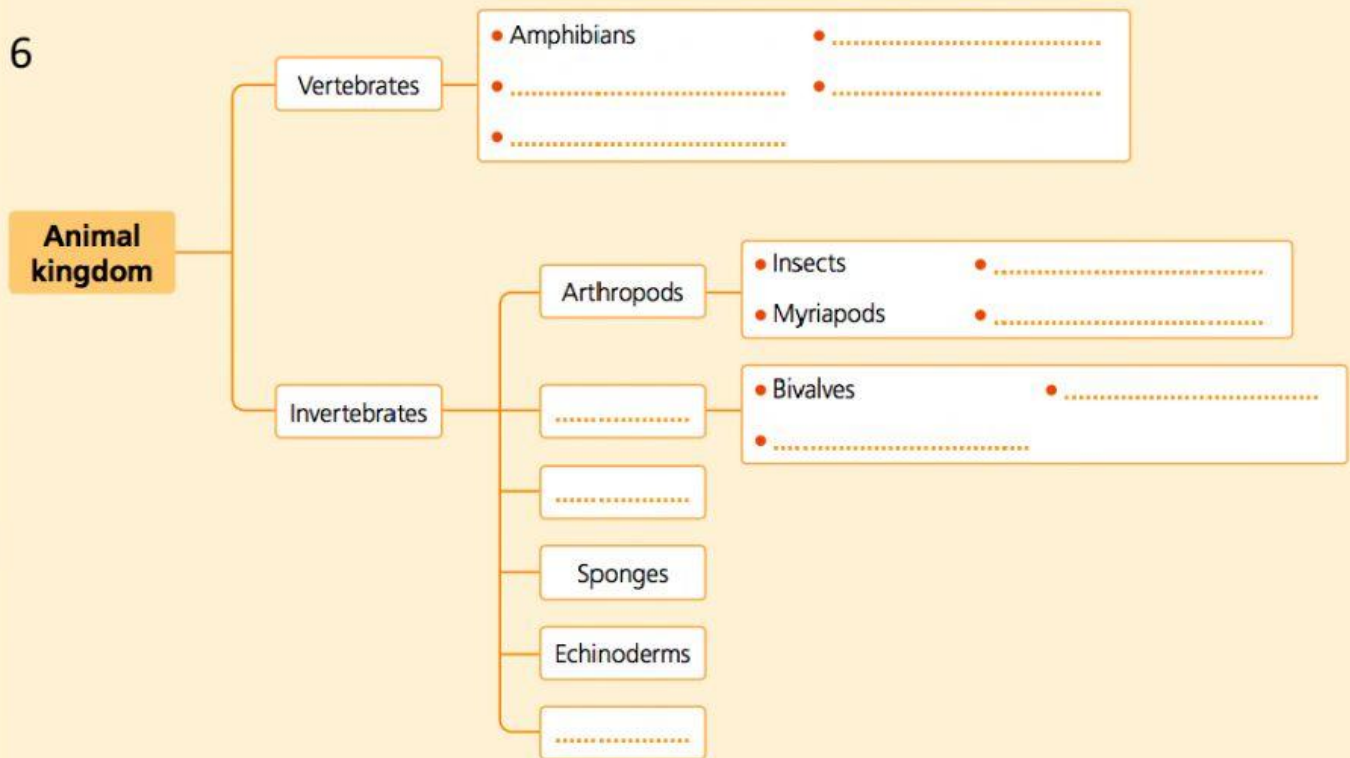 6
Animal
kingdom
Vertebrates
Amphibians
Invertebrates
Arthropods
Insects
Myriapods
Bivalves
Sponges
Echinoderms